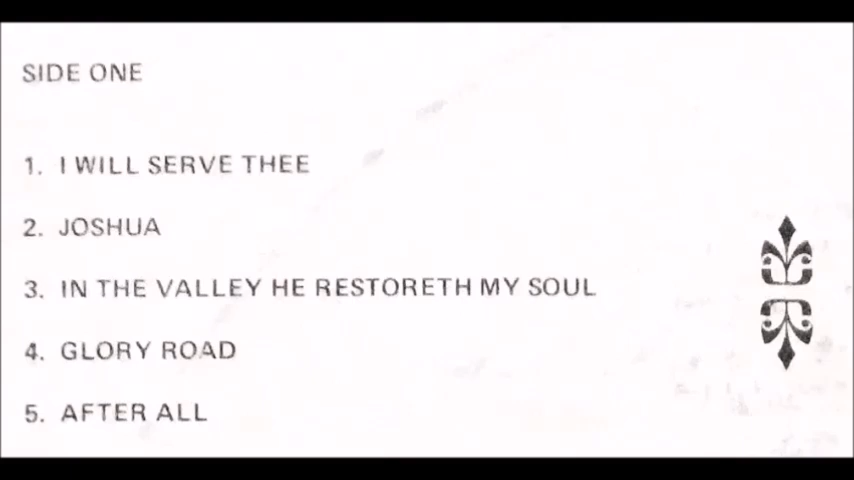 SIDE ONE
1. I WILL SERVE THEE
2. JOSHUA
3. IN THE VALLEY HE RESTORETH MY SOUL
4. GLORY ROAD
5. AFTER ALL